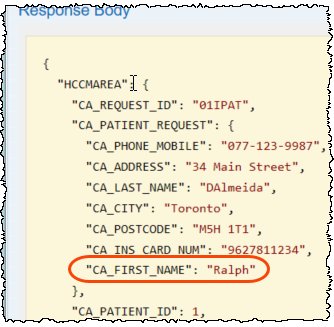 Response Body
{
"HCCMAREA": {
"CA_REQUEST_ID": "01IPAT",
"CA_PATIENT_REQUEST": {
"CA_PHONE_MOBILE": "077-123-9987",
"CA_ADDRESS": "34 Main Street",
"CA_LAST_NAME": "DAlmeida",
"CA_CITY": "Toronto",
"CA_POSTCODE": "M5H 1T1",
"CA_INS_CARD_NUM": "9627811234",
"CA_FIRST_NAME": "Ralph"
},
"CA_PATIENT_ID": 1,